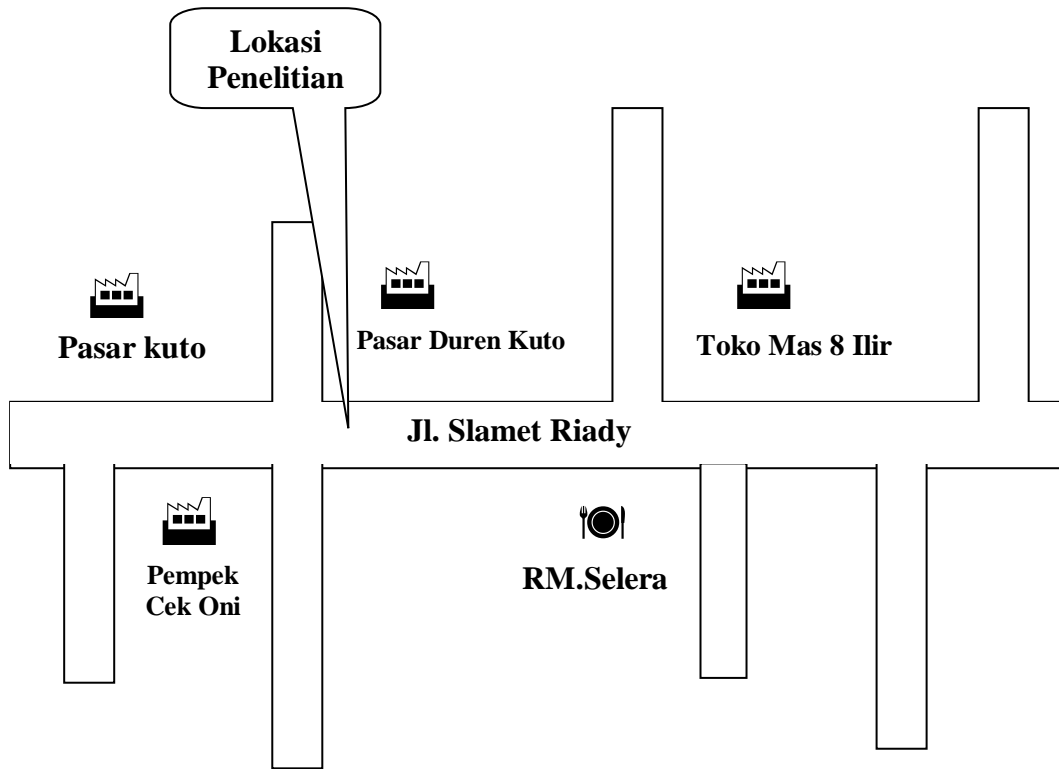 Lokasi
Penelitian
Pasar kuto
Pasar Duren Kuto
Toko Mas 8 Ilir
Jl. Slamet Riady
Pempek
Cek Oni
RM.Selera